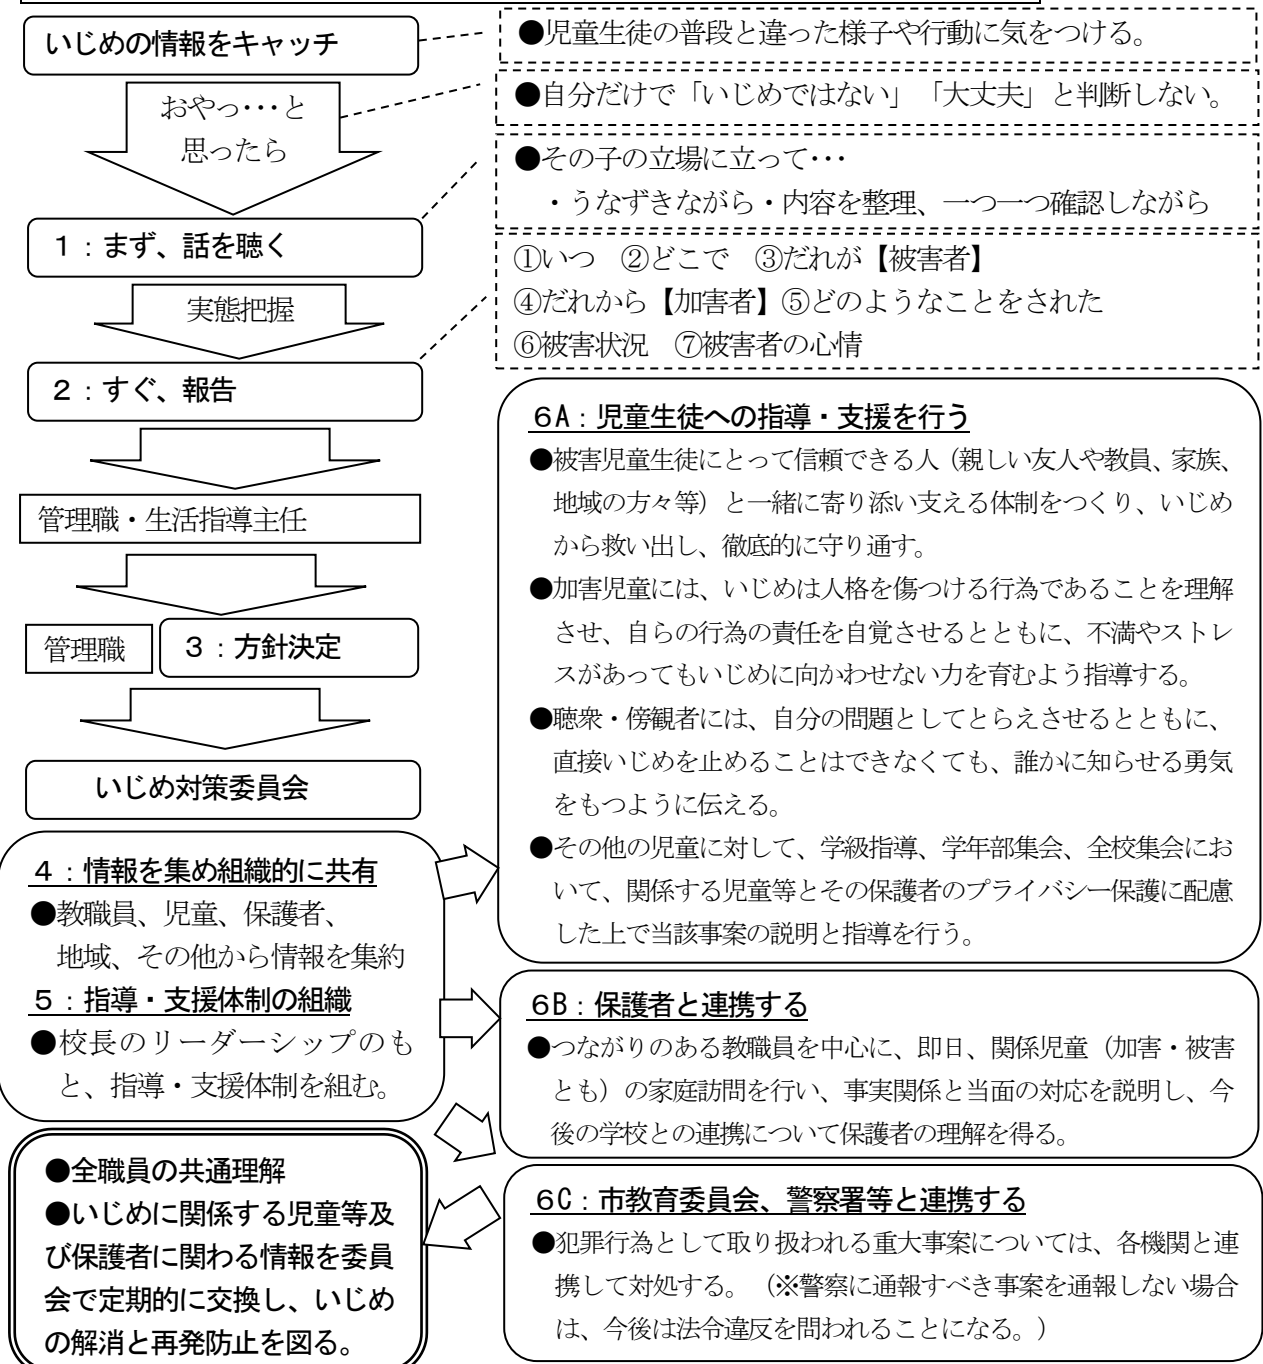 いじめの情報をキャッチ
●児童生徒の普段と違った様子や行動に気をつける。
おやっ・・・と
思ったら
●自分だけで「いじめではない」「大丈夫」と判断しない。
●その子の立場に立って・・・
・うなずきながら・内容を整理、一つ一つ確認しながら
１：まず、話を聴く
実態把握
①いつ　②どこで　③だれが【被害者】
④だれから【加害者】⑤どのようなことをされた
⑥被害状況　⑦被害者の心情
２：すぐ、報告
管理職・生活指導主任
管理職
３：方針決定
いじめ対策委員会
４：情報を集め組織的に共有
●教職員、児童、保護者、
地域、その他から情報を集約
５：指導・支援体制の組織
●校長のリーダーシップのも
と、指導・支援体制を組む。
６A：児童生徒への指導・支援を行う
●被害児童生徒にとって信頼できる人（親しい友人や教員、家族、
地域の方々等）と一緒に寄り添い支える体制をつくり、いじめ
から救い出し、徹底的に守り通す。
●加害児童には、いじめは人格を傷つける行為であることを理解
させ、自らの行為の責任を自覚させるとともに、不満やストレ
スがあってもいじめに向かわせない力を育むよう指導する。
●聴衆・傍観者には、自分の問題としてとらえさせるとともに、
直接いじめを止めることはできなくても、誰かに知らせる勇気
をもつように伝える。
●その他の児童に対して、学級指導、学年部集会、全校集会にお
いて、関係する児童等とその保護者のプライバシー保護に配慮
した上で当該事案の説明と指導を行う。
６B：保護者と連携する
●つながりのある教職員を中心に、即日、関係児童（加害・被害
とも）の家庭訪問を行い、事実関係と当面の対応を説明し、今
後の学校との連携について保護者の理解を得る。
６C：市教育委員会、警察署等と連携する
●犯罪行為として取り扱われる重大事案については、各機関と連
携して対処する。（※警察に通報すべき事案を通報しない場合
は、今後は法令違反を問われることになる。）
●全職員の共通理解
●いじめに関係する児童等及
び保護者に関わる情報を委員
会で定期的に交換し、いじめ
の解消と再発防止を図る。